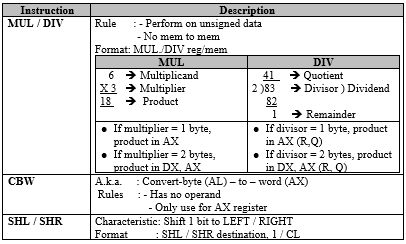 Instruction Description
MUL / DIV Rule : - Perform on unsigned data
- No mem to mem
Format: MUL /DIV reg/mem
MUL DIV
6 ➔ Multiplicand 41 ➔ Quotient
X 3 ➔ Multiplier 2 )83 ➔ Divisor ) Dividend
18 ➔ Product 82
1 ➔ Remainder
● If multiplier = 1 byte, ● If divisor = 1 byte, product
product in AX in AX (R,Q)
● If multiplier = 2 bytes, ● If divisor = 2 bytes, product
product in DX, AX in DX, AX (R, Q)
CBW A.k.a. : Convert-byte (AL) – to – word (AX)
Rules : - Has no operand
- Only use for AX register
SHL / SHR Characteristic: Shift 1 bit to LEFT / RIGHT
Format : SHL / SHR destination, 1 / CL